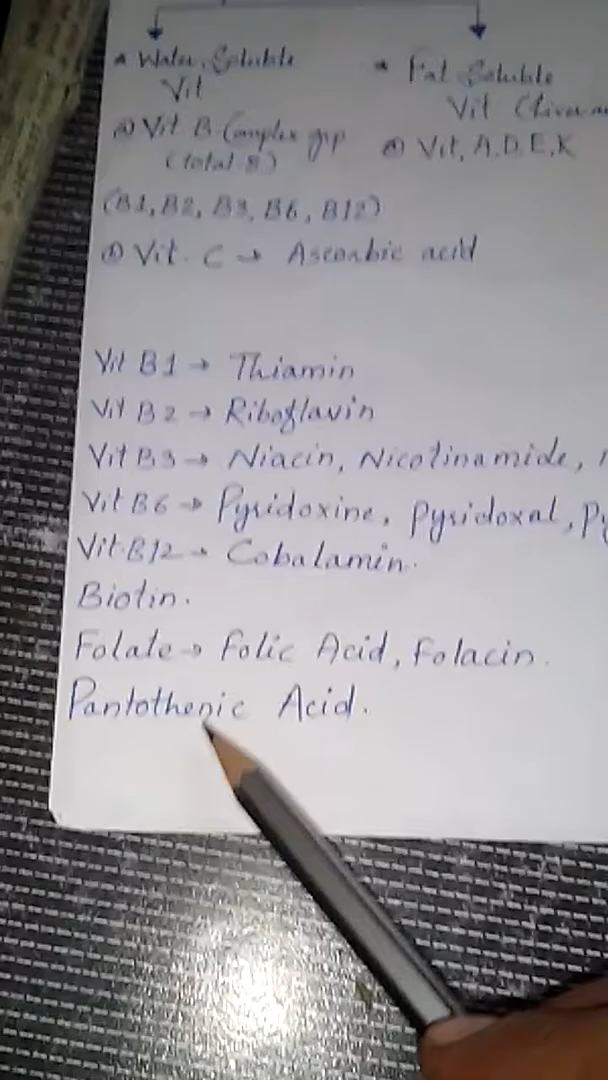 * Water Soluble
Vit
* Fat Soluble
Vit (Liver
@ Vit B Complex grp
(total 8)
@ Vit, A.D.E.K
(B1, B2, B3, B6, B12)
Vit. C → Ascorbic acid
Vit B1 → Thiamin
Vit B2 → Riboflavin
Vit B3 → Niacin, Nicotinamide,
Vit B6 → Pyridoxine, Pyridoxal, Py
Vit.B12 → Cobalamin.
Biotin.
Folate → Folic Acid, Folacin.
Pantothenic Acid.